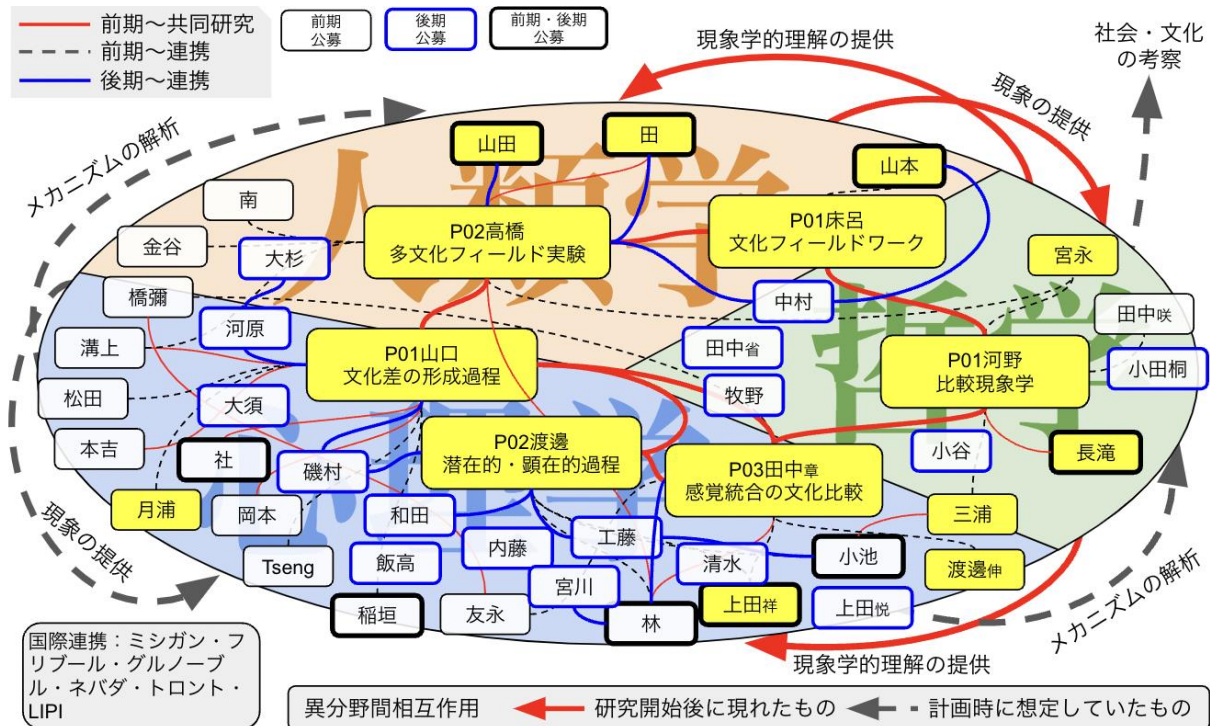 前期～共同研究
前期～連携
後期～連携
前期
公募
後期
公募
前期・後期
公募
現象学的理解の提供
社会・文化
の考察
現象の提供
メカニズムの解析
人類学
哲学
心理学
山田
田
山本
南
金谷
大杉
橋彌
P02高橋
多文化フィールド実験
P01床呂
文化フィールドワーク
宮永
中村
田中咲
河原
溝上
P01山口
文化差の形成過程
田中省
P01河野
比較現象学
小田桐
松田
大須
牧野
本吉
社
磯村
P02渡邊
潜在的・顕在的過程
P03田中章
感覚統合の文化比較
小谷
長滝
月浦
岡本
和田
工藤
三浦
現象の提供
Tseng
飯高
内藤
清水
小池
渡邊伸
稲垣
友永
宮川
林
上田祥
上田悦
メカニズムの解析
国際連携：ミシガン・フ
リブール・グルノーブ
ル・ネバダ・トロント・
LIPI
現象学的理解の提供
異分野間相互作用
研究開始後に現れたもの
計画時に想定していたもの